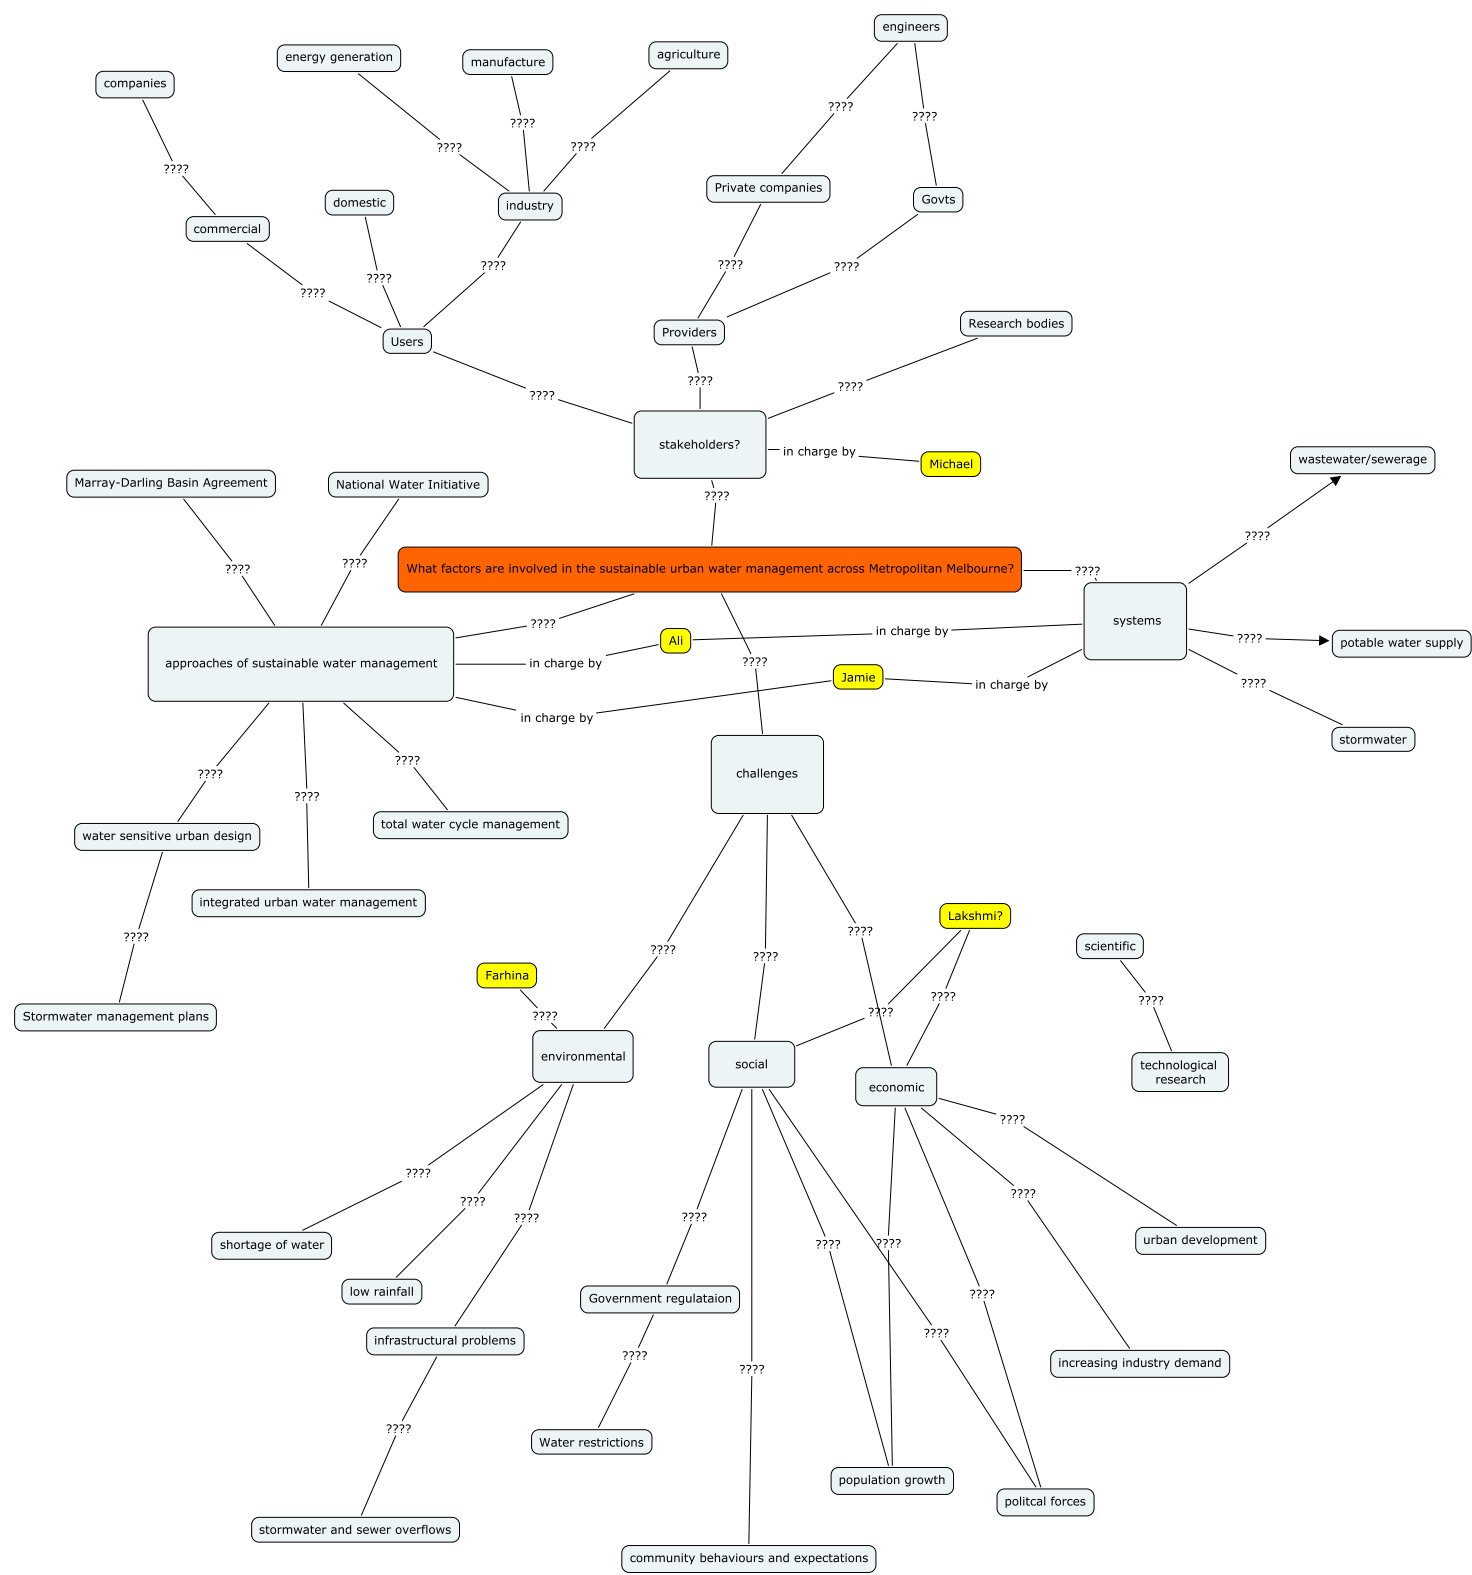 engineers
energy generation
manufacture
agriculture
companies
????
????
????
????
????
????
Private companies
Govts
domestic
industry
commercial
????
????
????
????
????
????
Research bodies
Providers
Users
????
????
????
stakeholders?
in charge by
Michael
wastewater/sewerage
Marray-Darling Basin Agreement
National Water Initiative
????
????
????
????
????
What factors are involved in the sustainable urban water management across Metropolitan Melbourne?
????
????
Ali
in charge by
systems
????
potable water supply
approaches of sustainable water management
in charge by
????
Jamie
in charge by
????
in charge by
stormwater
????
????
????
challenges
total water cycle management
water sensitive urban design
integrated urban water management
????
????
????
????
Lakshmi?
scientific
Farhina
????
????
????
????
environmental
social
economic
technological
research
????
????
????
????
????
????
????
????
Stormwater management plans
shortage of water
low rainfall
infrastructural problems
Government regulataion
urban development
????
????
????
????
????
increasing industry demand
????
Water restrictions
population growth
politcal forces
stormwater and sewer overflows
community behaviours and expectations